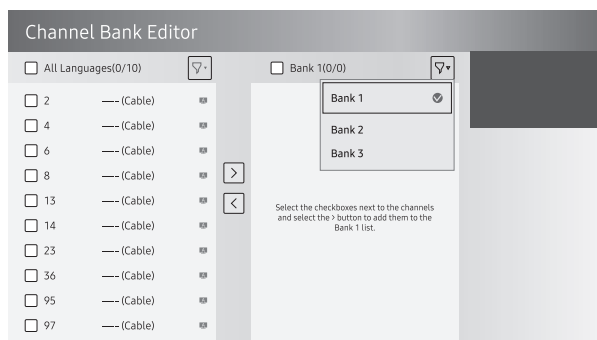 Channel Bank Editor
All Languages(0/10)
2 —-- (Cable)
4 —-- (Cable)
6 —-- (Cable)
8 —-- (Cable)
13 —-- (Cable)
14 —-- (Cable)
23 —-- (Cable)
36 —-- (Cable)
95 —-- (Cable)
97 —-- (Cable)
>
<
Bank 1(0/0)
Bank 1
Bank 2
Bank 3
Select the checkboxes next to the channels
and select the > button to add them to the
Bank 1 list.